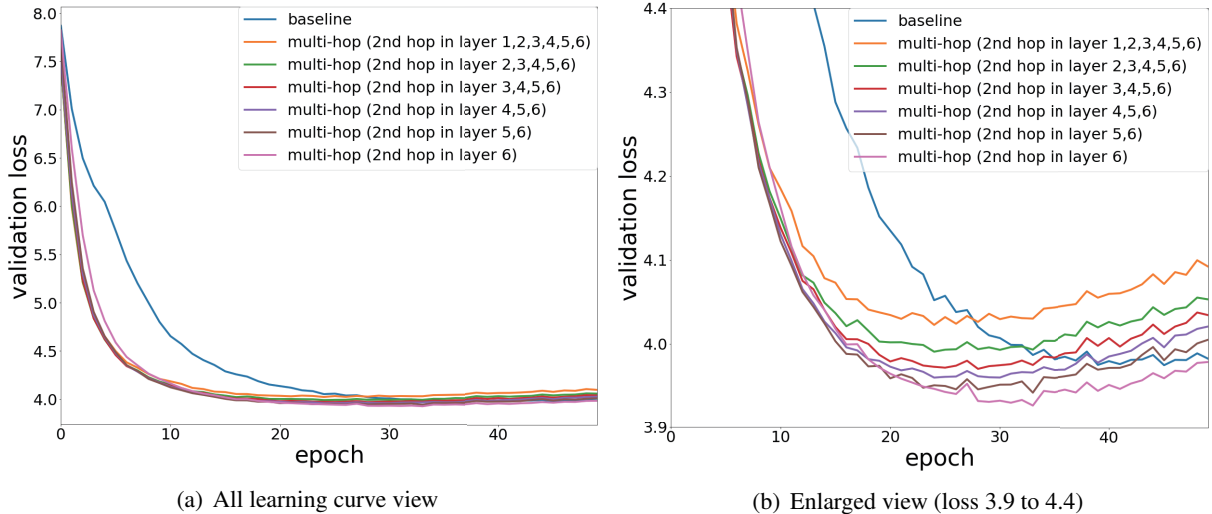 8.0
7.5
7.0
6.5
6.0
5.5
5.0
4.5
4.0
validation loss
0
10
20
30
40
epoch
baseline
multi-hop (2nd hop in layer 1,2,3,4,5,6)
multi-hop (2nd hop in layer 2,3,4,5,6)
multi-hop (2nd hop in layer 3,4,5,6)
multi-hop (2nd hop in layer 4,5,6)
multi-hop (2nd hop in layer 5,6)
multi-hop (2nd hop in layer 6)
(a) All learning curve view
4.4
4.3
4.2
4.1
4.0
3.9
validation loss
0
10
20
30
40
epoch
baseline
multi-hop (2nd hop in layer 1,2,3,4,5,6)
multi-hop (2nd hop in layer 2,3,4,5,6)
multi-hop (2nd hop in layer 3,4,5,6)
multi-hop (2nd hop in layer 4,5,6)
multi-hop (2nd hop in layer 5,6)
multi-hop (2nd hop in layer 6)
(b) Enlarged view (loss 3.9 to 4.4)